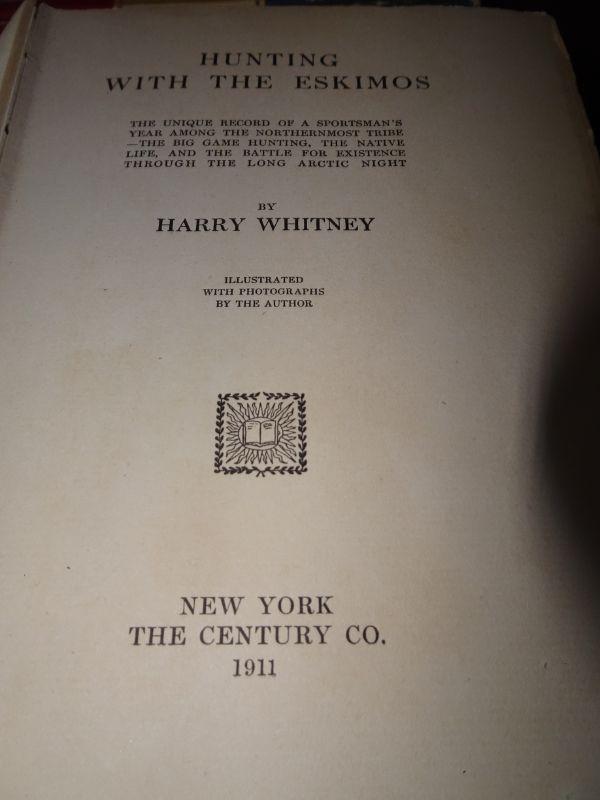 HUNTING
WITH THE ESKIMOS
THE UNIQUE RECORD OF A SPORTSMAN'S
YEAR AMONG THE NORTHERNMOST TRIBE
—THE BIG GAME HUNTING, THE NATIVE
LIFE, AND THE BATTLE FOR EXISTENCE
THROUGH THE LONG ARCTIC NIGHT
BY
HARRY WHITNEY
ILLUSTRATED
WITH PHOTOGRAPHS
BY THE AUTHOR
NEW YORK
THE CENTURY CO.
1911